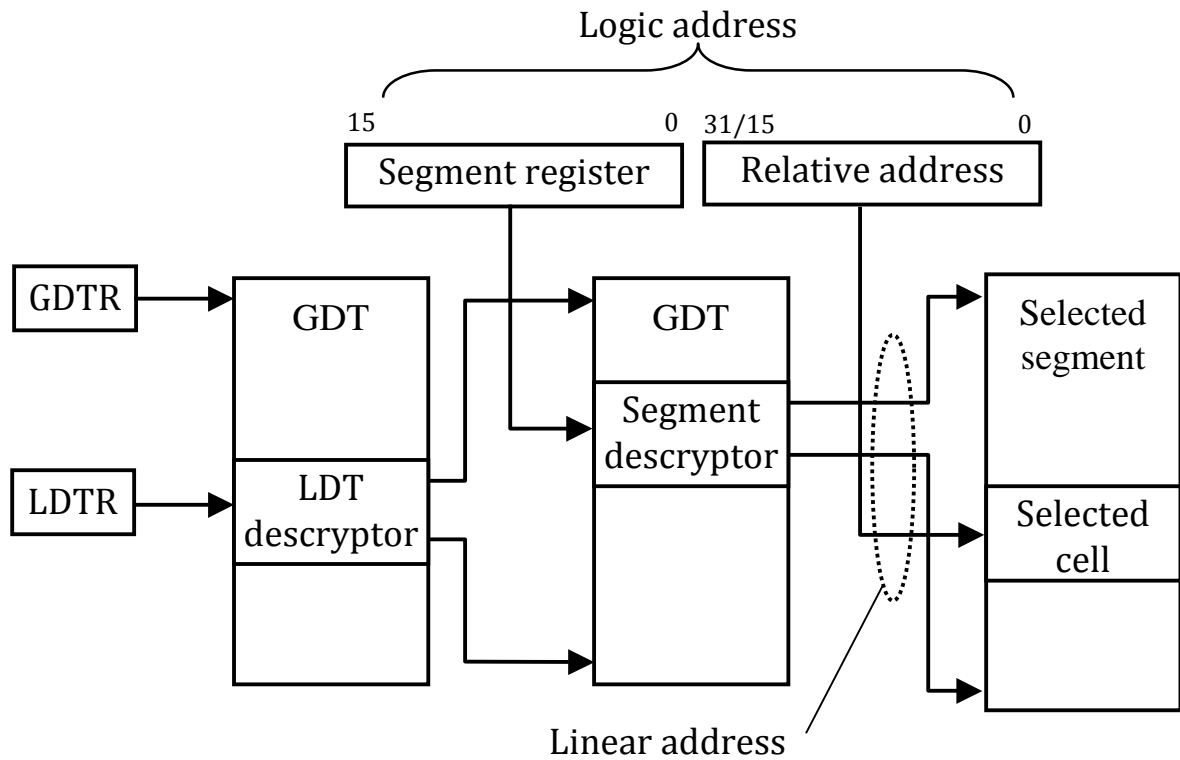 Logic address
15 0 31/15 0
Segment register Relative address
GDTR
GDT
GDT
Selected
segment
Segment
descryptor
LDTR
LDT
descryptor
Selected
cell
Linear address